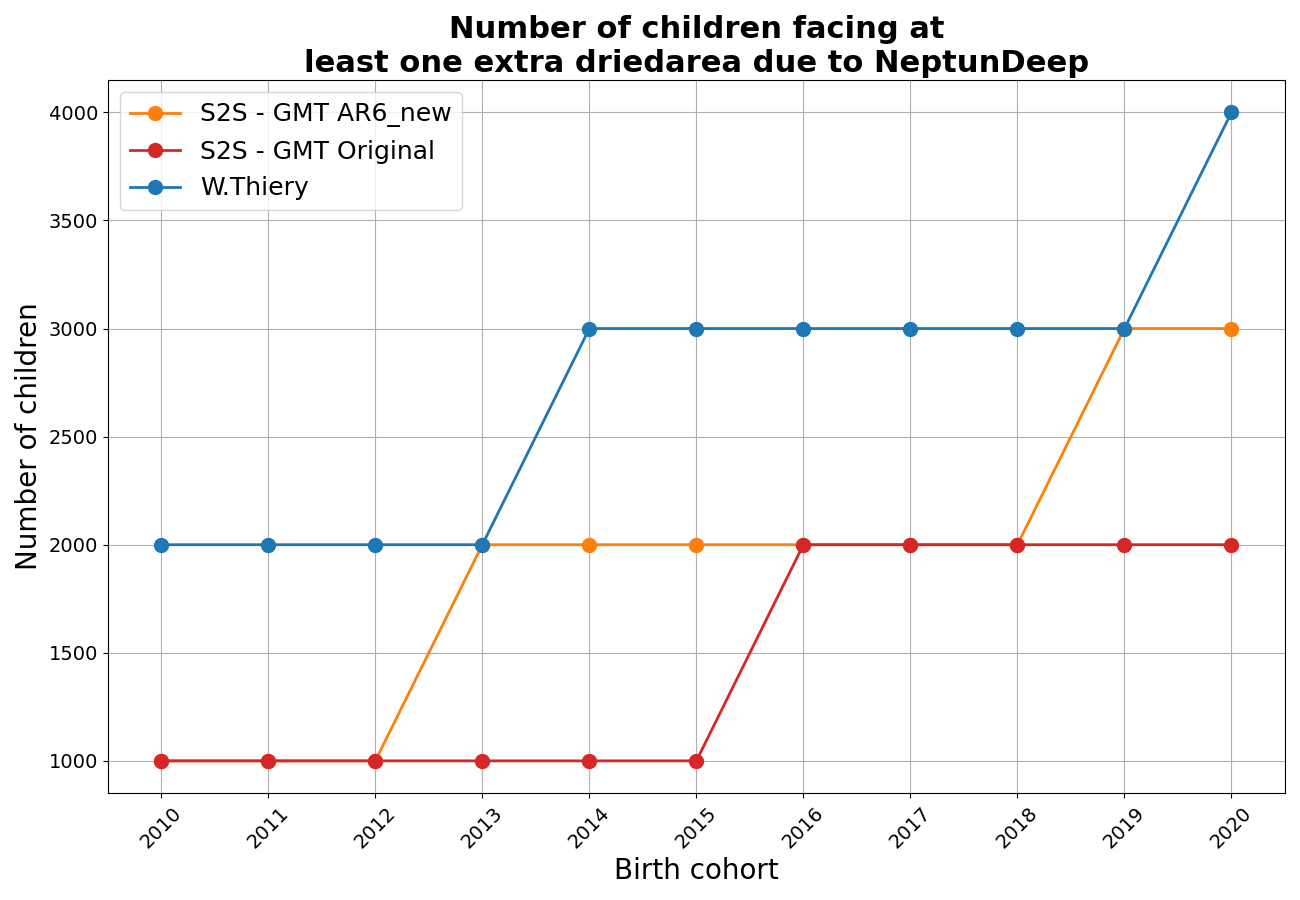 Number of children facing at
least one extra driedarea due to NeptunDeep
S2S - GMT AR6_new
S2S - GMT Original
W.Thiery
Number of children
4000
3500
3000
2500
2000
1500
1000
2010
2011
2012
2013
2014
2015
2016
2017
2018
2019
2020
Birth cohort